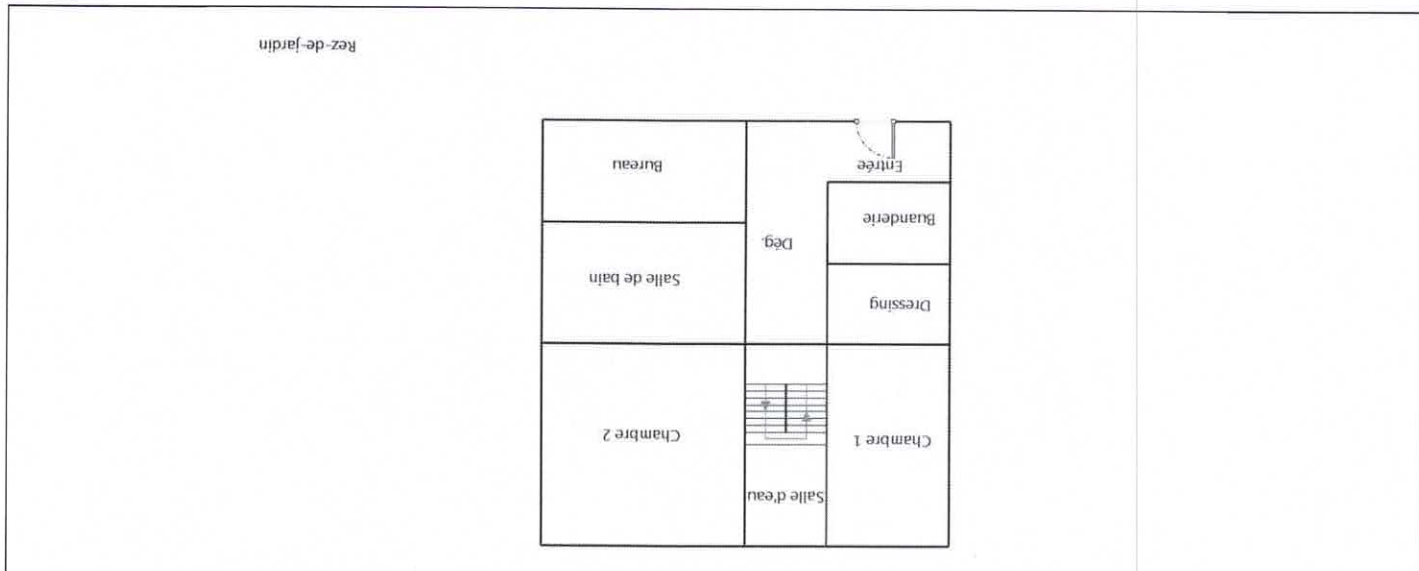 Salle d'eau
Chambre 1
Chambre 2
Dressing
Salle de bain
Dég.
Buanderie
Entrée
Bureau
Rez-de-jardin